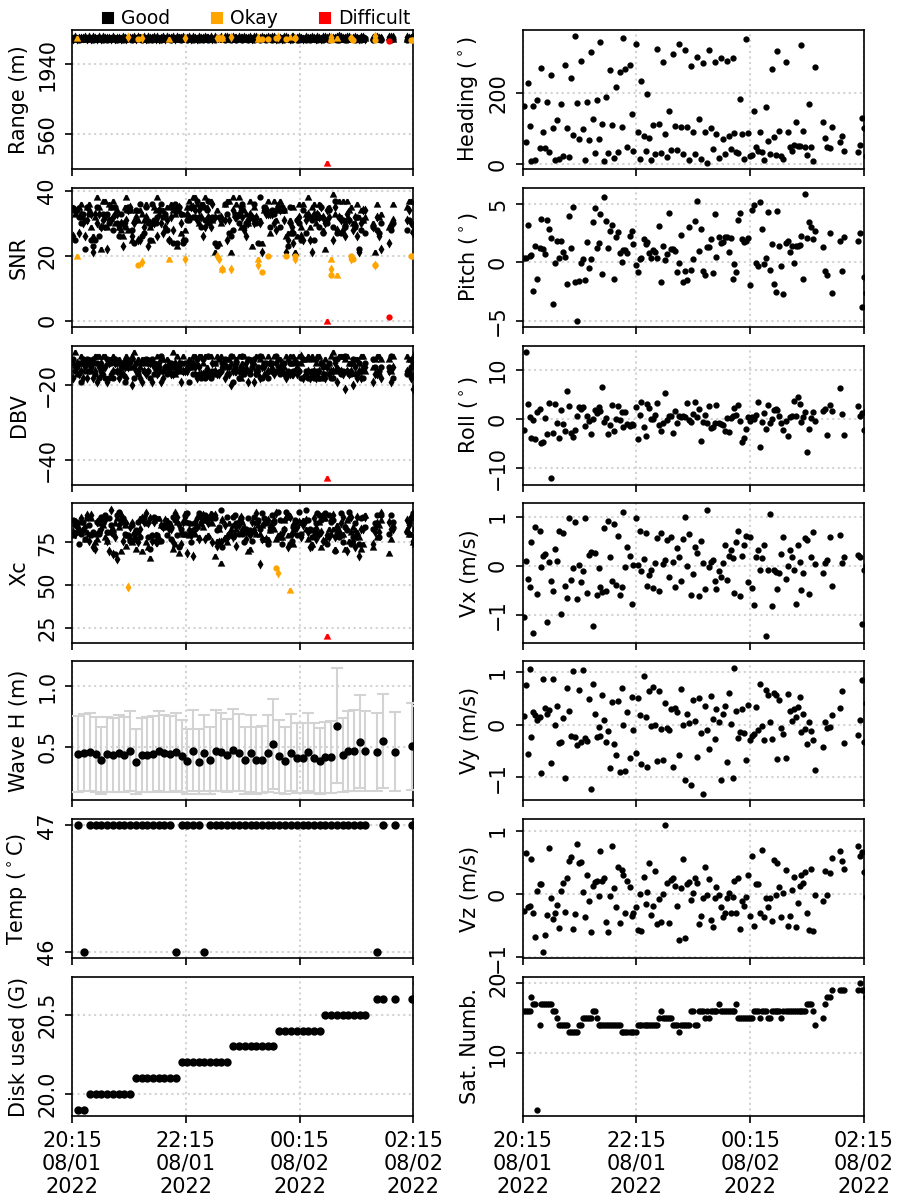 Good Okay Difficult
Range (m)
1940
560
Heading (°)
200
0
SNR
40
20
0
Pitch (°)
5
0
−5
DBV
−20
−40
Roll (°)
10
0
−10
Xc
75
50
25
Vx (m/s)
1
0
−1
Wave H (m)
1.0
0.5
Vy (m/s)
1
0
−1
Temp (°C)
47
46
Vz (m/s)
1
0
−1
Disk used (G)
20.5
20.0
Sat. Numb.
20
10
20:15 22:15 00:15 02:15 20:15 22:15 00:15 02:15
08/01 08/01 08/02 08/02 08/01 08/01 08/02 08/02
2022 2022 2022 2022 2022 2022 2022 2022